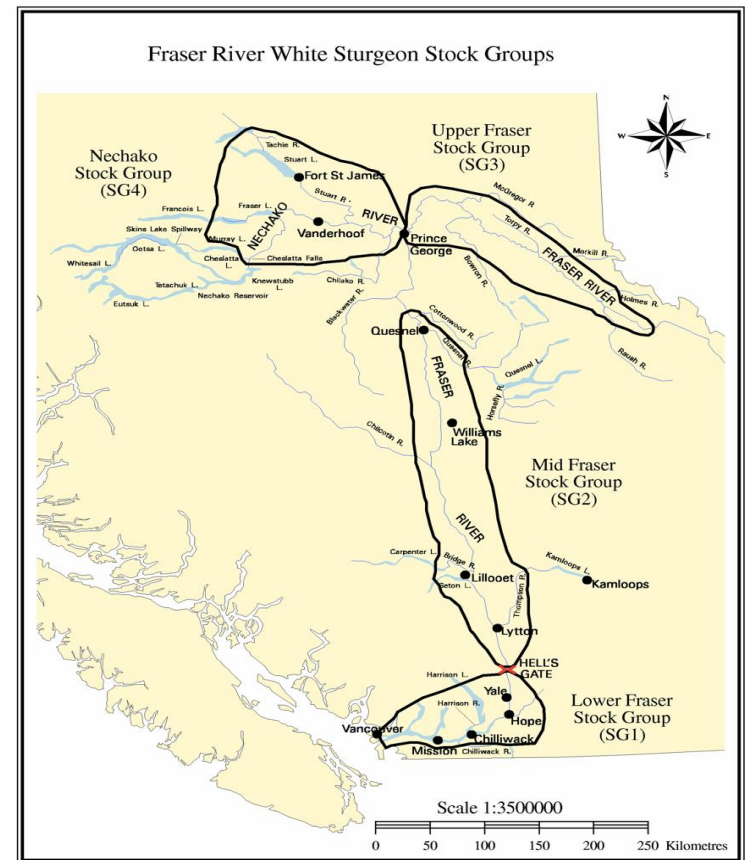 Fraser River White Sturgeon Stock Groups
N
W
E
S
Upper Fraser
Stock Group
(SG3)
Nechako
Stock Group
(SG4)
Tachie R.
Stuart L.
Fort St James
Stuart R.
McGregor R
Francois L.
Fraser L.
NECHAKO
RIVER
Torpy R.
Skins Lake Spillway
Murray L.
Vanderhoof
Prince
George
Morkill R.
Ootsa L.
FRASER RIVER
Whitesail L.
Cheslatta
L.
Cheslatta Falls
Bowron R.
Tetachuk L.
Knewstubb
L.
Chilako R.
Holmes R.
Nechako Reservoir
Eutsuk L.
Blackwater R.
Cottonwood R.
Quesnel
Quesnel R.
Raush R.
FRASER
Quesnel L.
Horsefly R.
Chilcotin R.
Williams
Lake
Mid Fraser
Stock Group
(SG2)
RIVER
Carpenter L.
Bridge R.
Kamloops L.
Lillooet
Seton L.
Thompson R.
Kamloops
Lytton
HELL'S
GATE
Harrison L.
Yale
Harrison R.
Lower Fraser
Stock Group
(SG1)
Hope
Vancouver
Chilliwack
Mission
Chilliwack R.
Scale 1:3500000
0 50 100 150 200 250 Kilometres